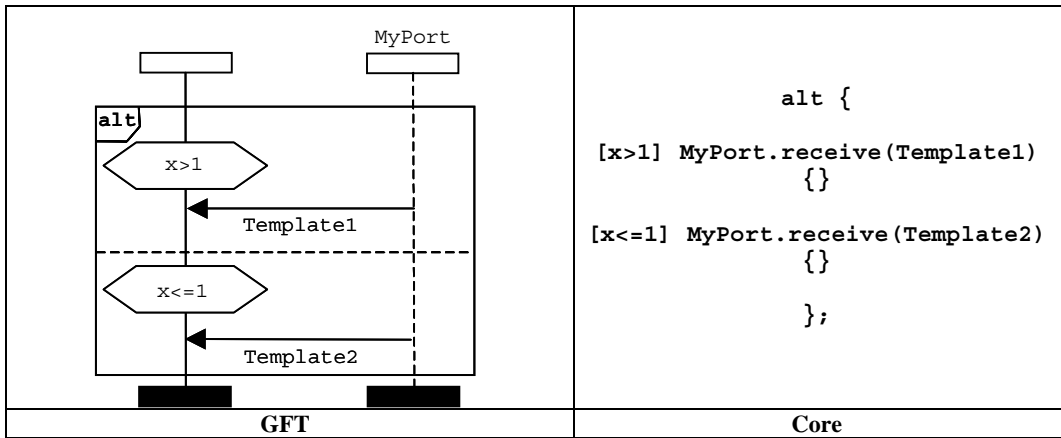 MyPort
alt
x>1
Template1
x<=1
Template2
GFT
alt {
[x>1] MyPort.receive(Template1)
{}
[x<=1] MyPort.receive(Template2)
{}
};
Core